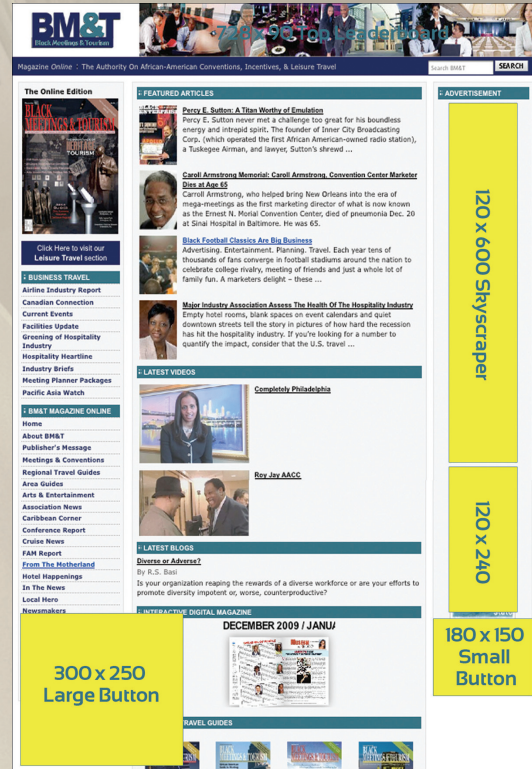 BM&T
Black Meetings & Tourism
728 x 90 Top Leaderboard
Magazine Online : The Authority On African-American Conventions, Incentives, & Leisure Travel
Search BM&T
SEARCH
The Online Edition
BLACK
MEETINGS & TOURISM
HERITAGE
TOURISM
Click Here to visit our
Leisure Travel section
BUSINESS TRAVEL
Airline Industry Report
Canadian Connection
Current Events
Facilities Update
Greening of Hospitality
Industry
Hospitality Heartline
Industry Briefs
Meeting Planner Packages
Pacific Asia Watch
BM&T MAGAZINE ONLINE
Home
About BM&T
Publisher's Message
Meetings & Conventions
Regional Travel Guides
Area Guides
Arts & Entertainment
Association News
Caribbean Corner
Conference Report
Cruise News
FAM Report
From The Motherland
Hotel Happenings
In The News
Local Hero
Newsmakers
300 x 250
Large Button
FEATURED ARTICLES
Percy E. Sutton: A Titan Worthy of Emulation
Percy E. Sutton never met a challenge too great for his boundless
energy and intrepid spirit. The founder of Inner City Broadcasting
Corp. (which operated the first African American-owned radio station),
a Tuskegee Airman, and lawyer, Sutton's shrewd ...
Caroll Armstrong Memorial: Caroll Armstrong, Convention Center Marketer
Dies at Age 65
Carroll Armstrong, who helped bring New Orleans into the era of
mega-meetings as the first marketing director of what is now known
as the Ernest N. Morial Convention Center, died of pneumonia Dec. 20
at Sinai Hospital in Baltimore. He was 65.
Black Football Classics Are Big Business
Advertising. Entertainment. Planning. Travel. Each year tens of
thousands of fans converge in football stadiums around the nation to
celebrate college rivalry, meeting of friends and just a whole lot of
family fun. A marketers delight – these ...
Major Industry Association Assess The Health Of The Hospitality Industry
Empty hotel rooms, blank spaces on event calendars and quiet
downtown streets tell the story in pictures of how hard the recession
has hit the hospitality industry. If you're looking for a number to
quantify the impact, consider that the U.S. travel ...
LATEST VIDEOS
Completely Philadelphia
Roy Jay AACC
LATEST BLOGS
Diverse or Adverse?
By R.S. Basi
Is your organization reaping the rewards of a diverse workforce or are your efforts to
promote diversity impotent or, worse, counterproductive?
INTERACTIVE DIGITAL MAGAZINE
DECEMBER 2009 / JANUA
TRAVEL GUIDES
ADVERTISEMENT
120 x 600 Skyscraper
120 x 240
180 x 150
Small
Button